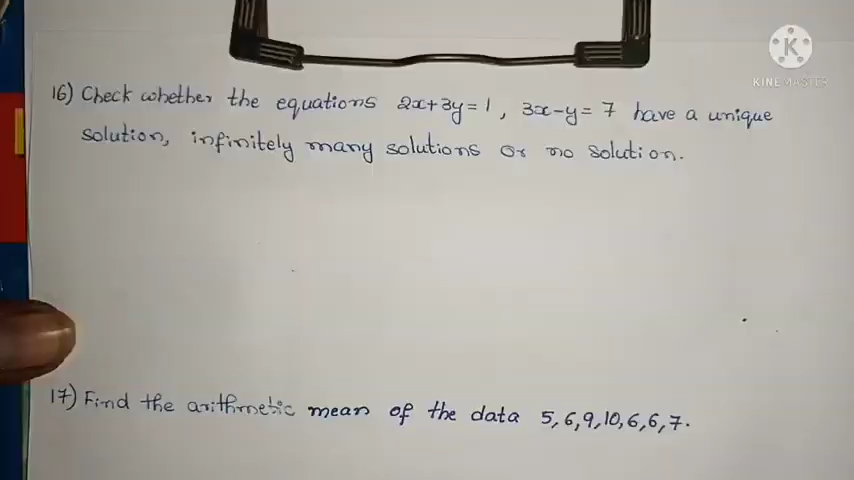 K
KINEMASTER
16) Check whether the equations 2x+3y=1, 3x-y=7 have a unique
solution, infinitely many solutions or no solution.
17) Find the arithmetic mean of the data 5,6,9,10,6,6,7.